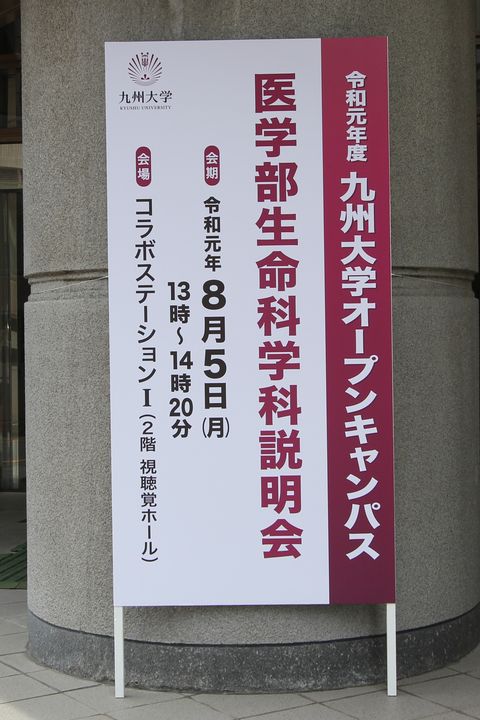 令和元年度 九州大学オープンキャンパス
医学部生命科学科説明会
会期 令和元年 8月5日(月)
13時～14時20分
会場 コラボステーションⅠ(2階 視聴覚ホール)
九州大学
KYUSHU UNIVERSITY